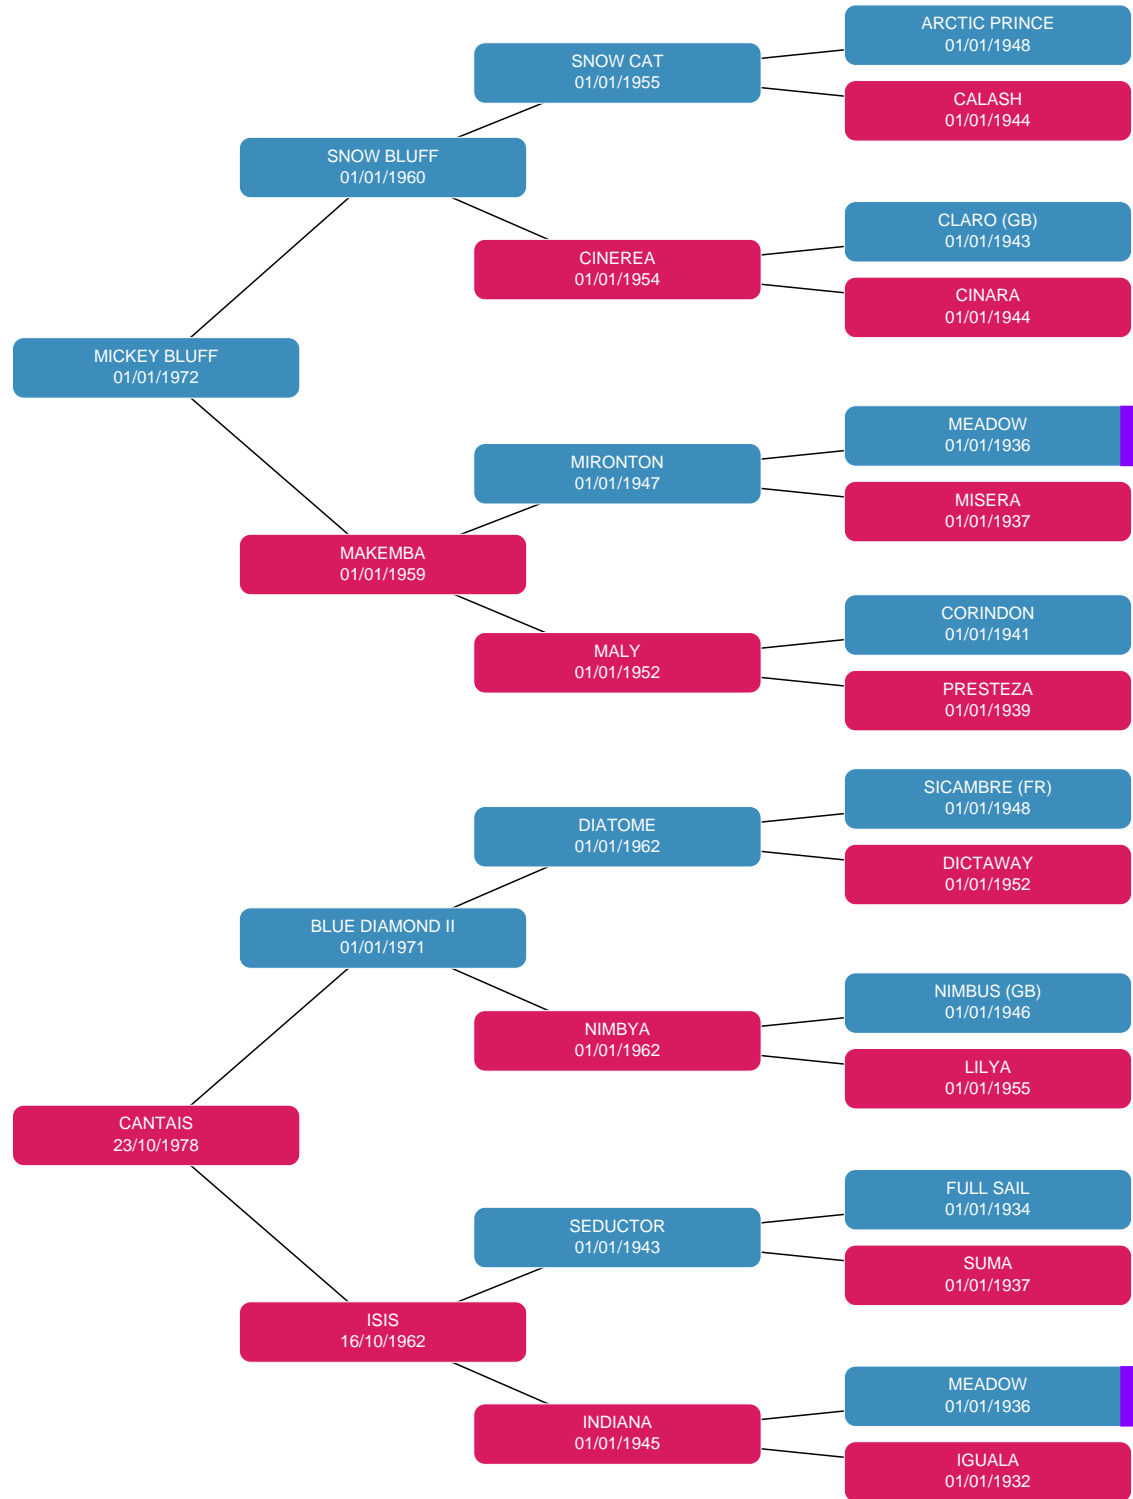 ARCTIC PRINCE
01/01/1948
SNOW CAT
01/01/1955
CALASH
01/01/1944
SNOW BLUFF
01/01/1960
CLARO (GB)
01/01/1943
CINEREA
01/01/1954
CINARA
01/01/1944
MICKEY BLUFF
01/01/1972
MEADOW
01/01/1936
MIRONTON
01/01/1947
MISERA
01/01/1937
MAKEMBA
01/01/1959
CORINDON
01/01/1941
MALY
01/01/1952
PRESTEZA
01/01/1939
SICAMBRE (FR)
01/01/1948
DIATOME
01/01/1962
DICTAWAY
01/01/1952
BLUE DIAMOND II
01/01/1971
NIMBUS (GB)
01/01/1946
NIMBYA
01/01/1962
LILYA
01/01/1955
CANTAIS
23/10/1978
FULL SAIL
01/01/1934
SEDUCTOR
01/01/1943
SUMA
01/01/1937
ISIS
16/10/1962
MEADOW
01/01/1936
INDIANA
01/01/1945
IGUALA
01/01/1932